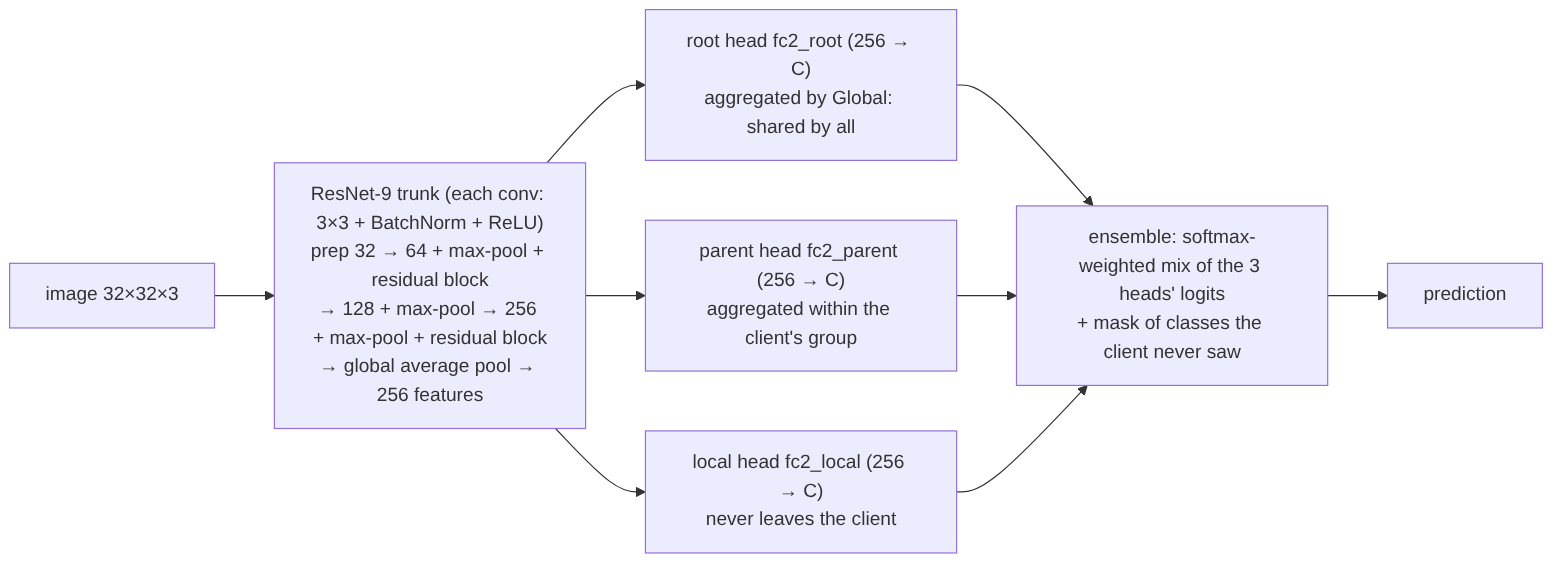 image 32×32×3
ResNet-9 trunk (each conv:
3×3 + BatchNorm + ReLU)
prep 32 → 64 + max-pool +
residual block
→ 128 + max-pool → 256
+ max-pool + residual block
→ global average pool →
256 features
root head fc2_root (256 →
C)
aggregated by Global:
shared by all
parent head fc2_parent
(256 → C)
aggregated within the
client's group
local head fc2_local (256
→ C)
never leaves the client
ensemble: softmax-
weighted mix of the 3
heads' logits
+ mask of classes the
client never saw
prediction